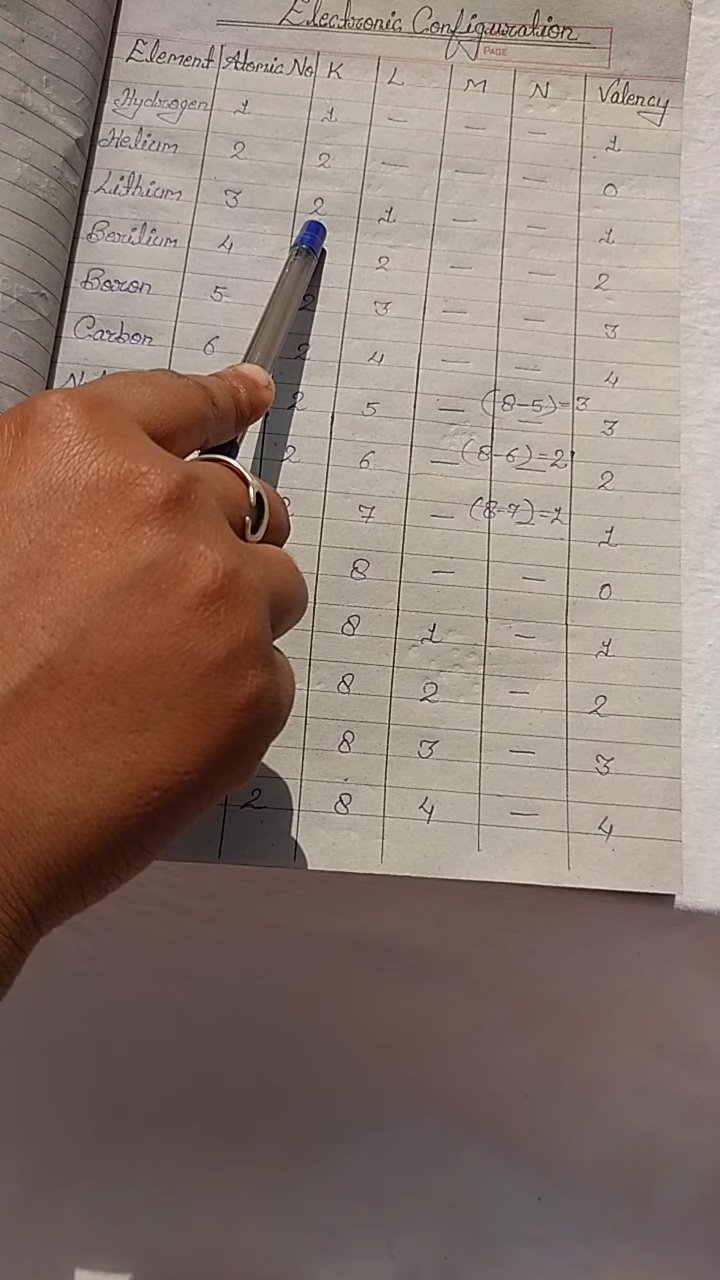 Electronic Configuration
PAGE
Element Atomic No K L M N Valency
Hydrogen 1 1 — — — 1
Helium 2 2 — — — 0
Lithium 3 2 1 — — 1
Berilium 4 2 — — 2
Boron 5 2 3 — — 3
Carbon 6 2 4 — — 4
2 5 — (8-5)=3 — 3
2 6 — (8-6)=2 — 2
2 7 — (8-7)=1 — 1
8 — — 0
8 1 — 1
8 2 — 2
8 3 — 3
2 8 4 — 4